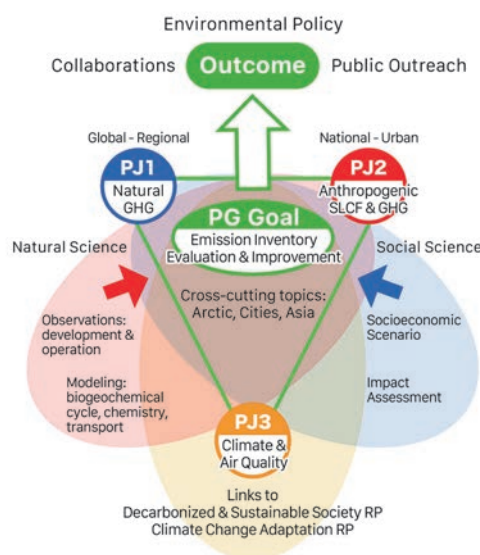 Environmental Policy
Collaborations
Outcome
Public Outreach
Global - Regional
National - Urban
PJ1
Natural
GHG
PJ2
Anthropogenic
SLCF & GHG
PG Goal
Emission Inventory
Evaluation & Improvement
Natural Science
Social Science
Cross-cutting topics:
Arctic, Cities, Asia
Observations:
development &
operation
Socioeconomic
Scenario
Modeling:
biogeochemical
cycle, chemistry,
transport
Impact
Assessment
PJ3
Climate &
Air Quality
Links to
Decarbonized & Sustainable Society RP
Climate Change Adaptation RP